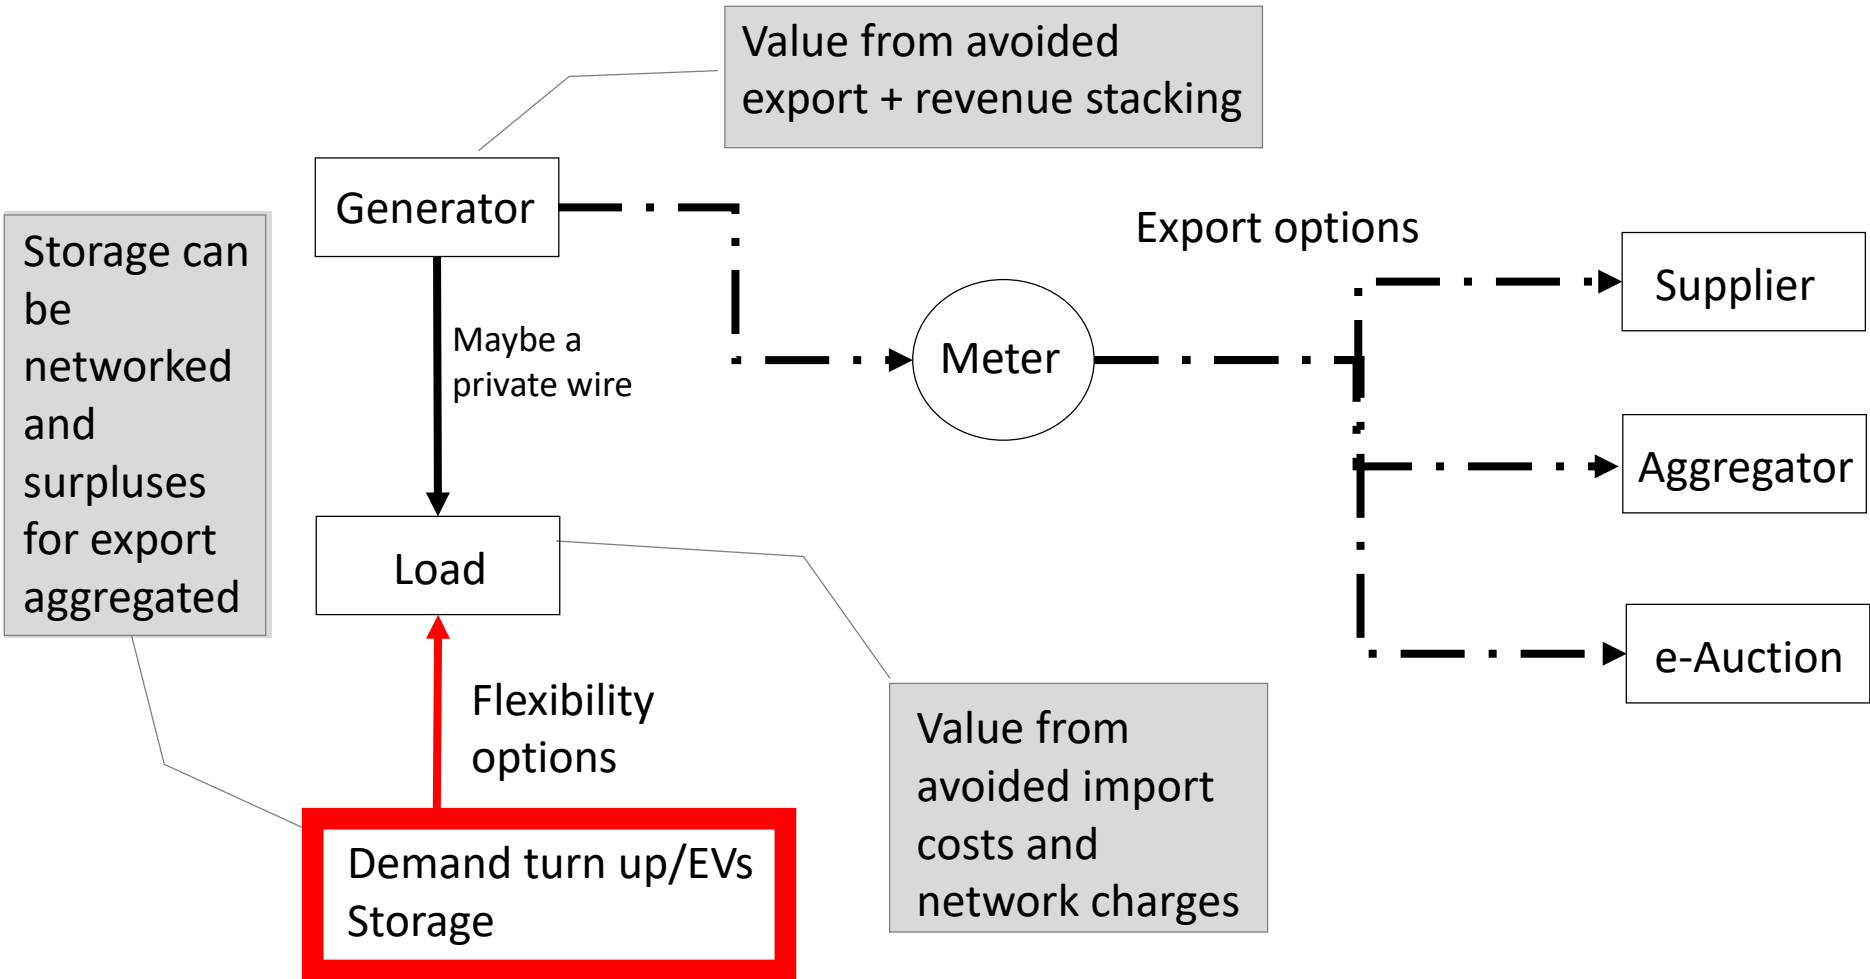 Value from avoided
export + revenue stacking
Generator
Storage can
be
networked
and
surpluses
for export
aggregated
Export options
Supplier
Maybe a
private wire
Meter
Aggregator
Load
e-Auction
Flexibility
options
Value from
avoided import
costs and
network charges
Demand turn up/EVs
Storage